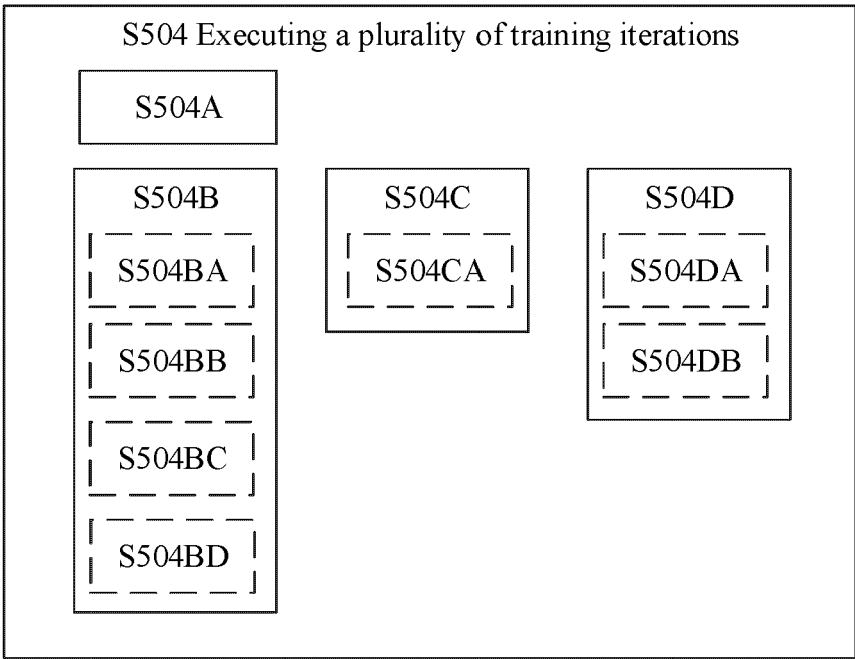 S504 Executing a plurality of training iterations
S504A
S504B
S504BA
S504BB
S504BC
S504BD
S504C
S504CA
S504D
S504DA
S504DB